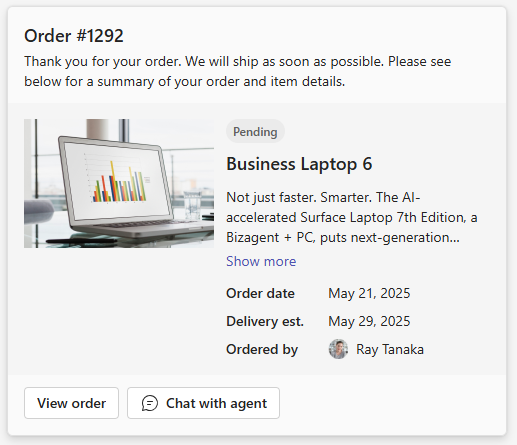 Order #1292
Thank you for your order. We will ship as soon as possible. Please see
below for a summary of your order and item details.
Pending
Business Laptop 6
Not just faster. Smarter. The AI-
accelerated Surface Laptop 7th Edition, a
Bizagent + PC, puts next-generation...
Show more
Order date May 21, 2025
Delivery est. May 29, 2025
Ordered by Ray Tanaka
View order Chat with agent